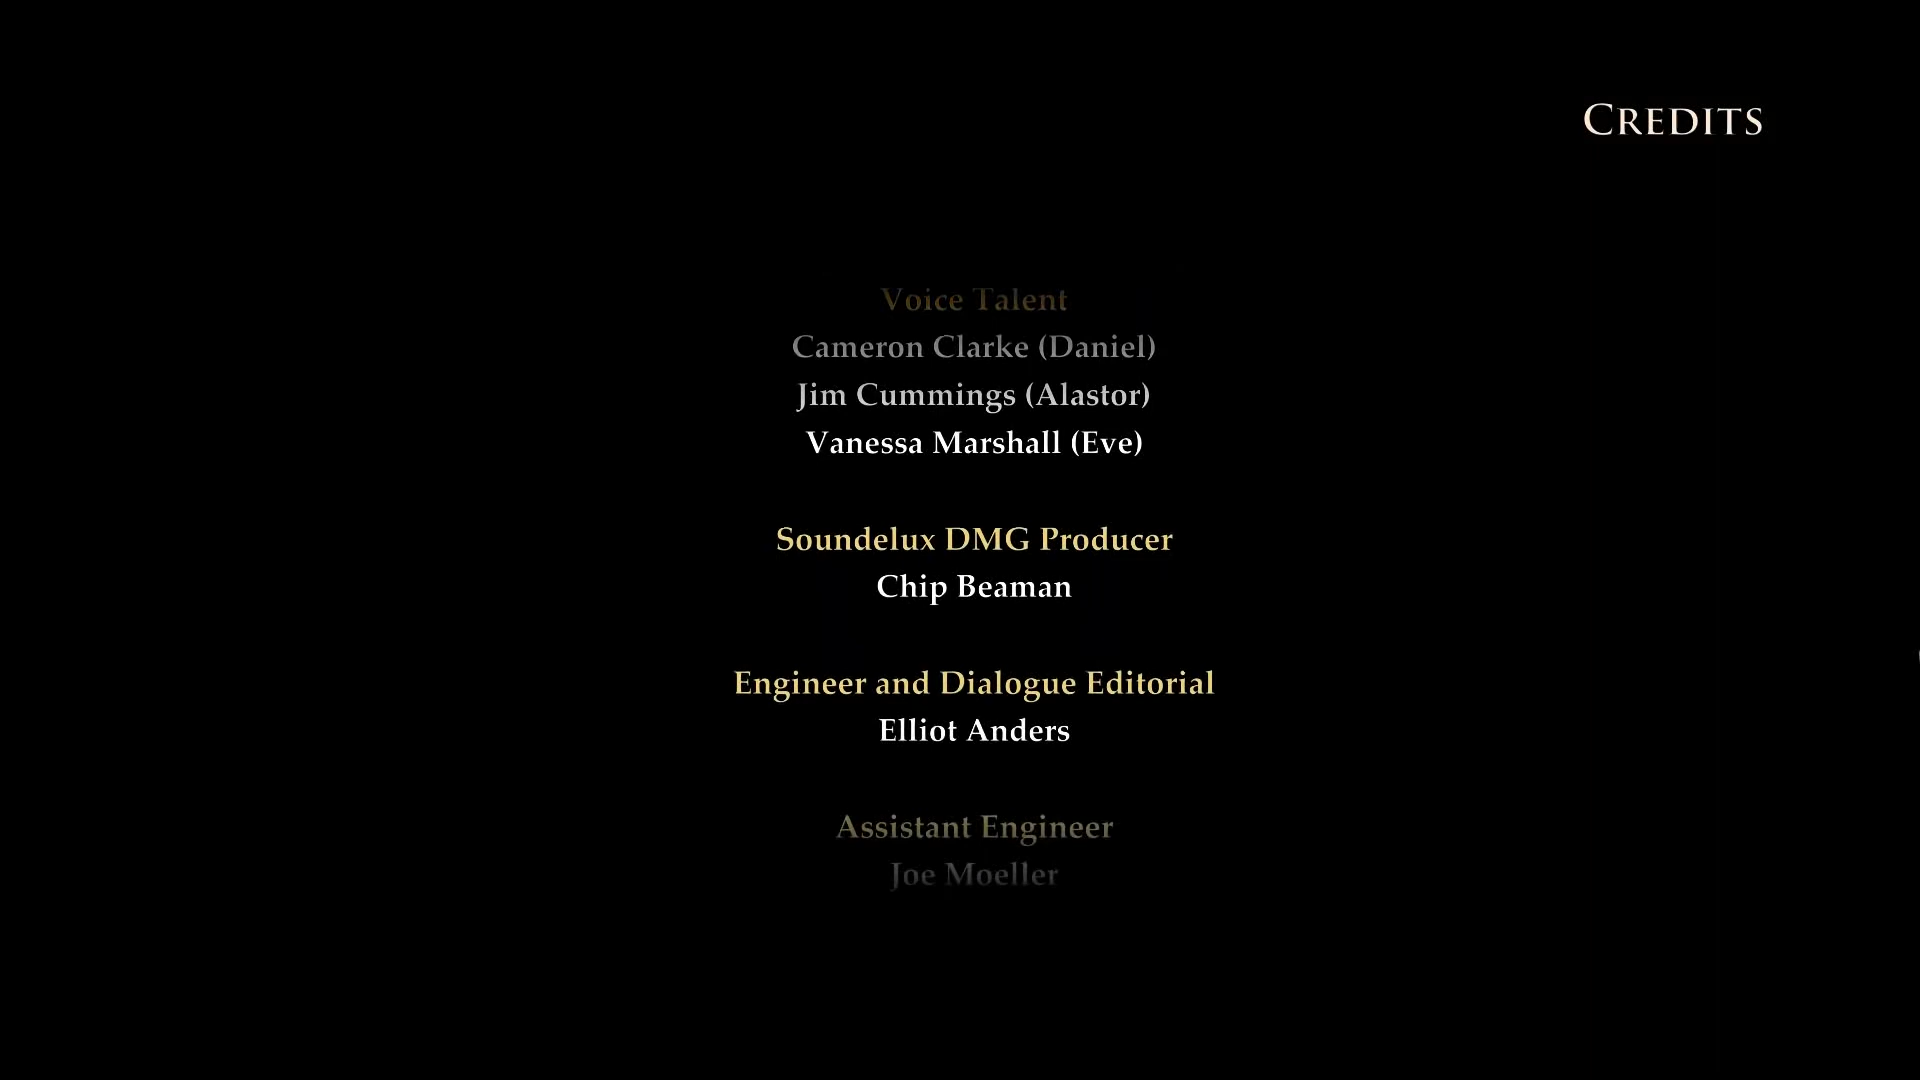 Credits
Voice Talent
Cameron Clarke (Daniel)
Jim Cummings (Alastor)
Vanessa Marshall (Eve)
Soundelux DMG Producer
Chip Beaman
Engineer and Dialogue Editorial
Elliot Anders
Assistant Engineer
Joe Moeller